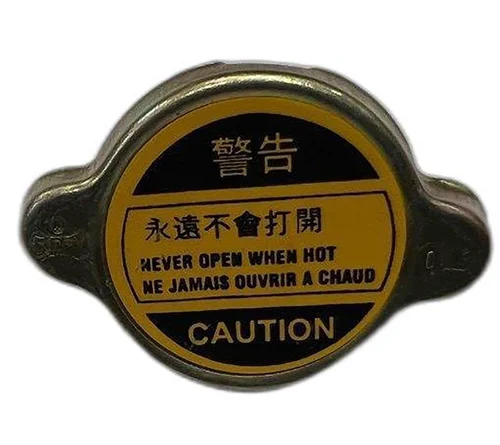 警告
永遠不會打開
NEVER OPEN WHEN HOT
NE JAMAIS OUVRIR A CHAUD
CAUTION